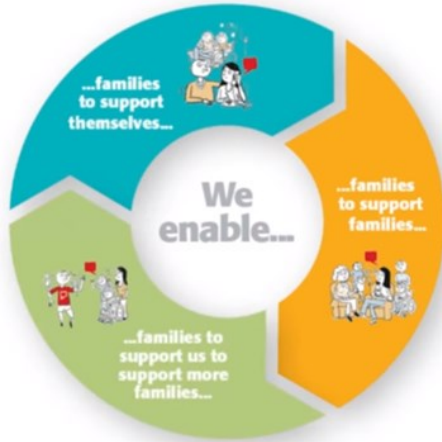 We
enable...
...families
to support
themselves...
...families
to support
families...
...families to
support us to
support more
families...